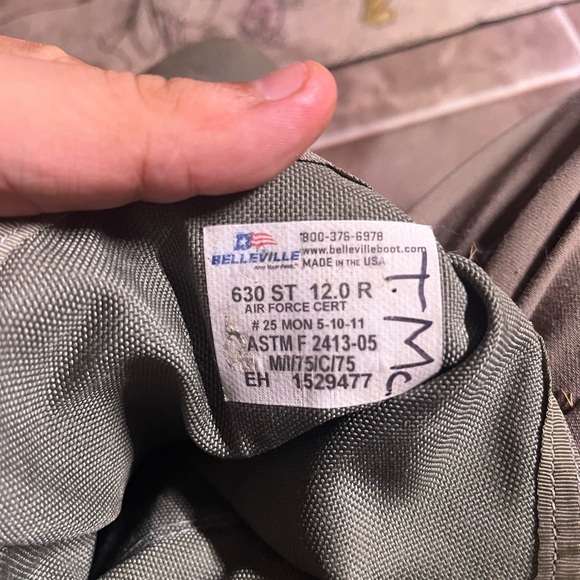 BELLEVILLE
1-800-376-6978
www.bellevilleboot.com
MADE IN THE USA
630 ST 12.0 R
AIR FORCE CERT
# 25 MON 5-10-11
ASTM F 2413-05
M/I/75/C/75
EH 1529477
T. Mc